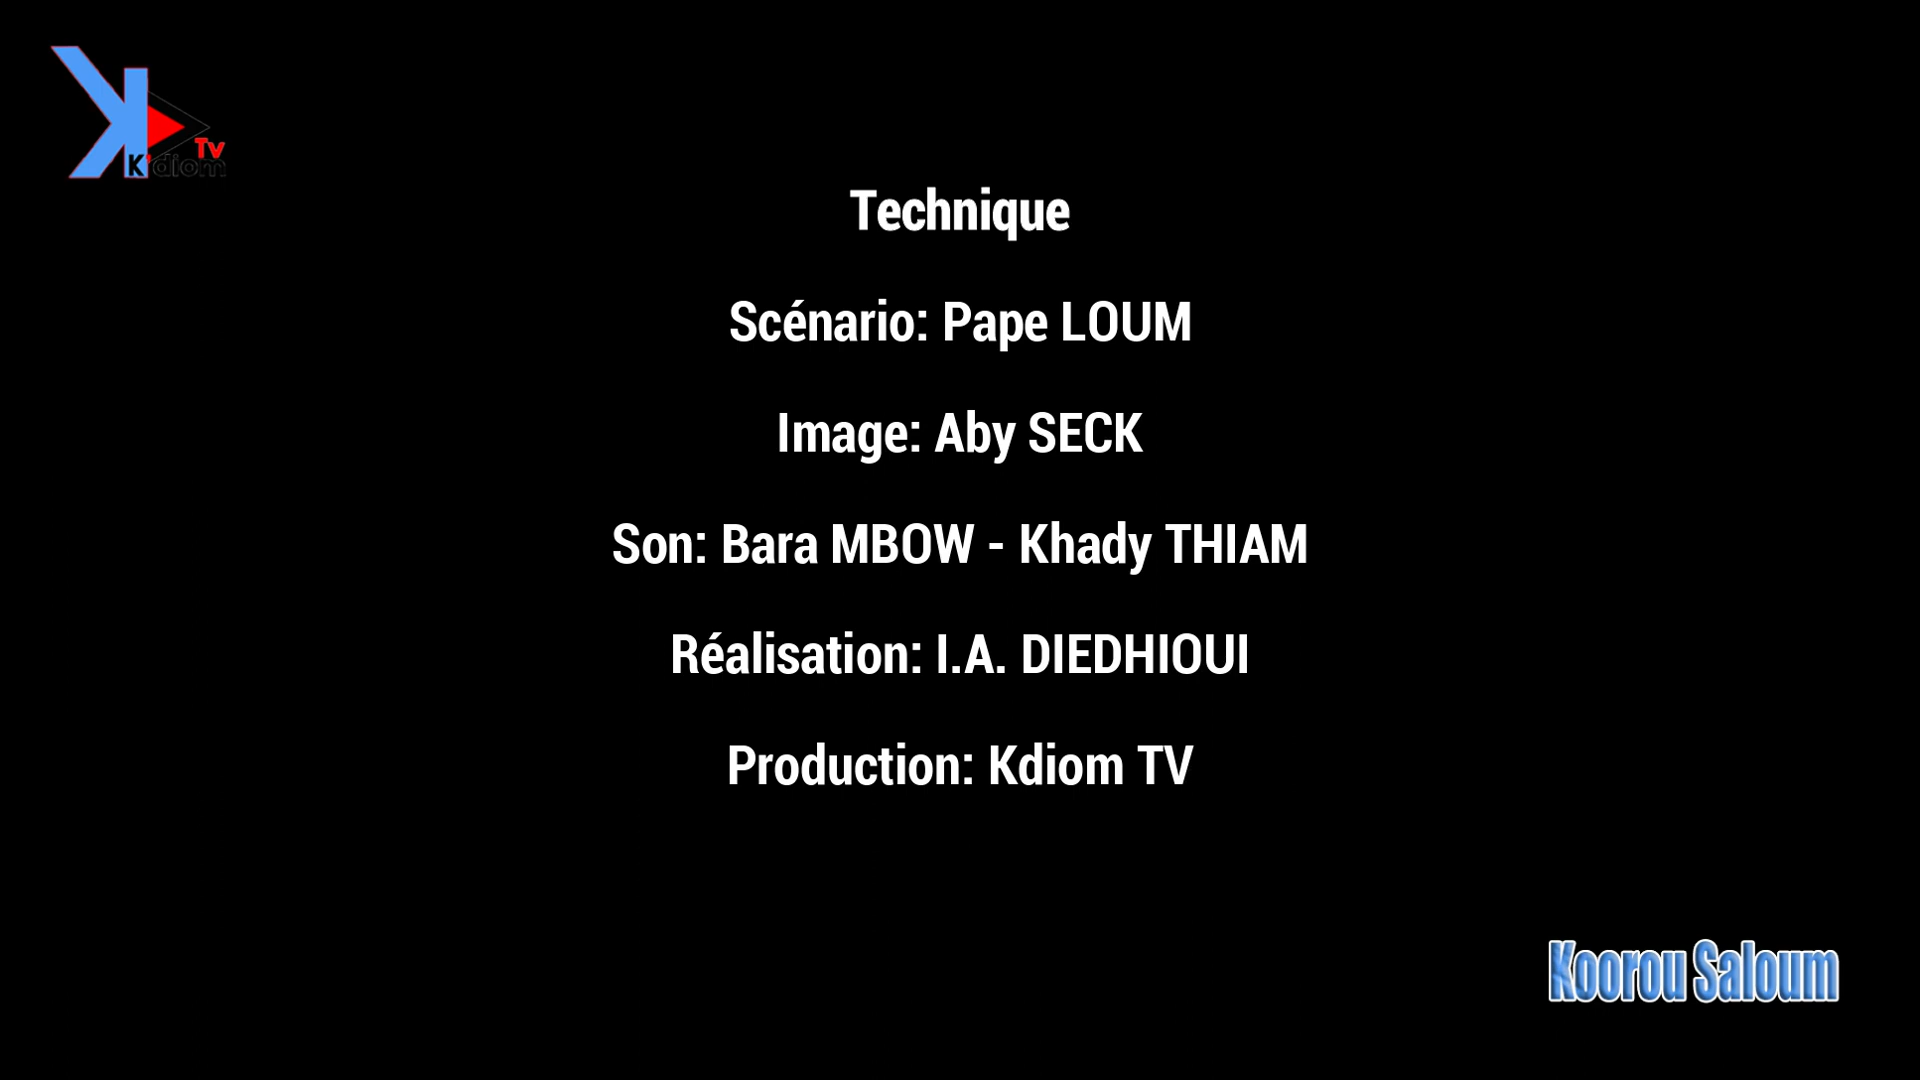 K'diom
Tv
Technique
Scénario: Pape LOUM
Image: Aby SECK
Son: Bara MBOW - Khady THIAM
Réalisation: I.A. DIEDHIOUI
Production: Kdiom TV
Koorou Saloum